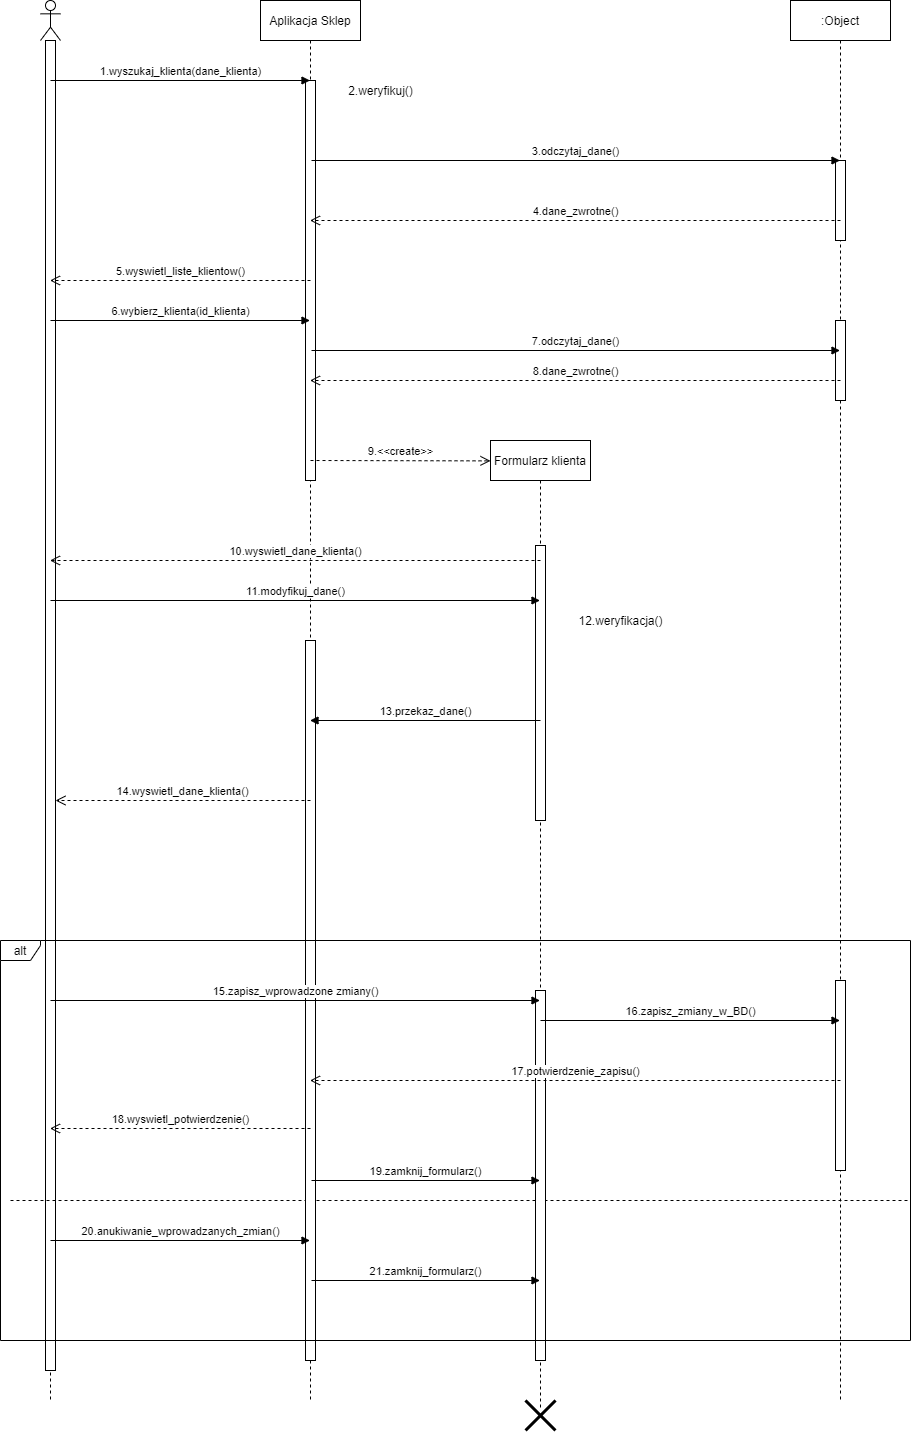 Aplikacja Sklep
:Object
1.wyszukaj_klienta(dane_klienta)
2.weryfikuj()
3.odczytaj_dane()
4.dane_zwrotne()
5.wyswietl_liste_klientow()
6.wybierz_klienta(id_klienta)
7.odczytaj_dane()
8.dane_zwrotne()
9.<<create>>
Formularz klienta
10.wyswietl_dane_klienta()
11.modyfikuj_dane()
12.weryfikacja()
13.przekaz_dane()
14.wyswietl_dane_klienta()
alt
15.zapisz_wprowadzone zmiany()
16.zapisz_zmiany_w_BD()
17.potwierdzenie_zapisu()
18.wyswietl_potwierdzenie()
19.zamknij_formularz()
20.anukiwanie_wprowadzanych_zmian()
21.zamknij_formularz()